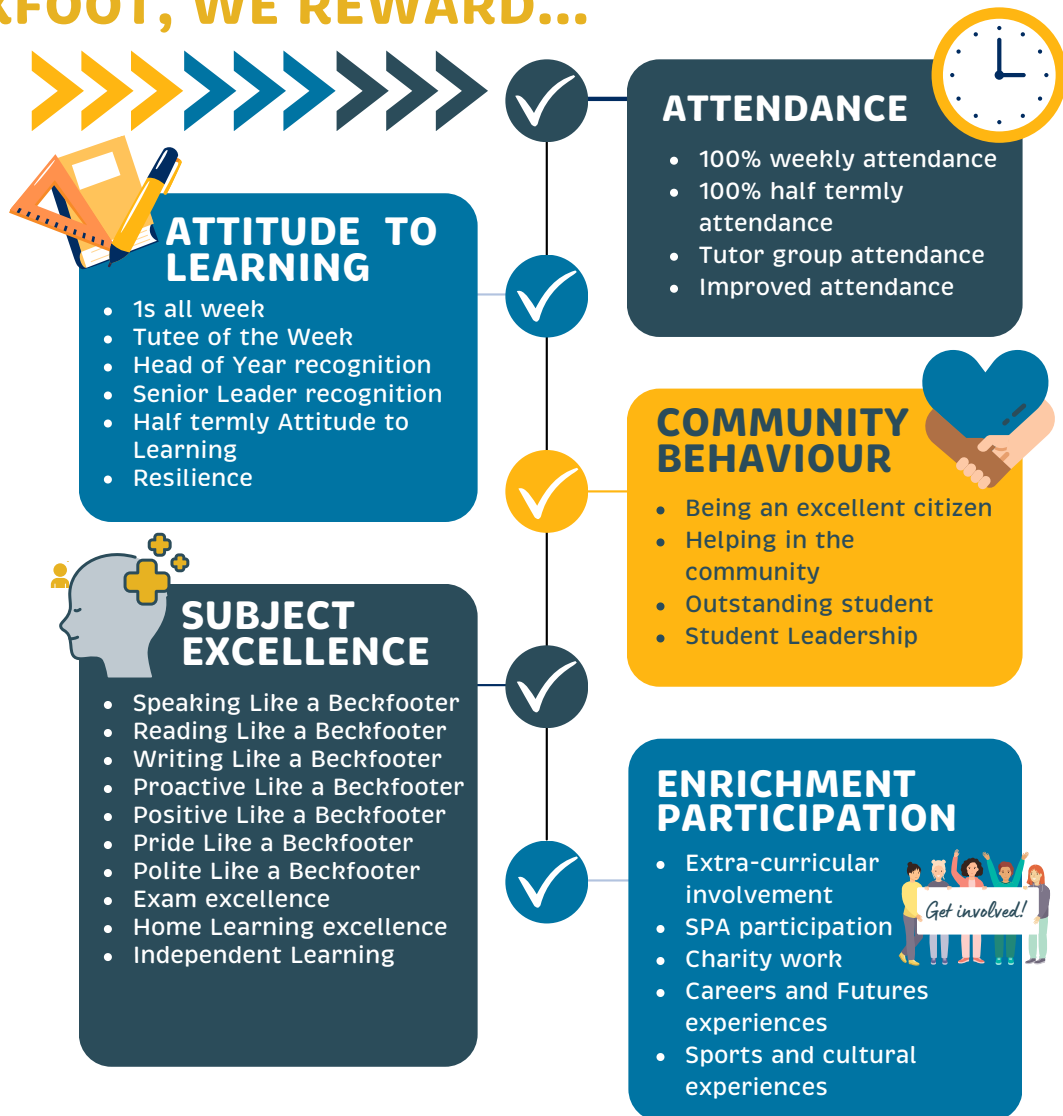 KFOOT, WE REWARD...
ATTENDANCE
• 100% weekly attendance
• 100% half termly
attendance
• Tutor group attendance
• Improved attendance
ATTITUDE TO
LEARNING
• 1s all week
• Tutee of the Week
• Head of Year recognition
• Senior Leader recognition
• Half termly Attitude to
Learning
• Resilience
COMMUNITY
BEHAVIOUR
• Being an excellent citizen
• Helping in the
community
• Outstanding student
• Student Leadership
SUBJECT
EXCELLENCE
• Speaking Like a Beckfooter
• Reading Like a Beckfooter
• Writing Like a Beckfooter
• Proactive Like a Beckfooter
• Positive Like a Beckfooter
• Pride Like a Beckfooter
• Polite Like a Beckfooter
• Exam excellence
• Home Learning excellence
• Independent Learning
ENRICHMENT
PARTICIPATION
• Extra-curricular
involvement
• SPA participation
• Charity work
• Careers and Futures
experiences
• Sports and cultural
experiences
Get involved!